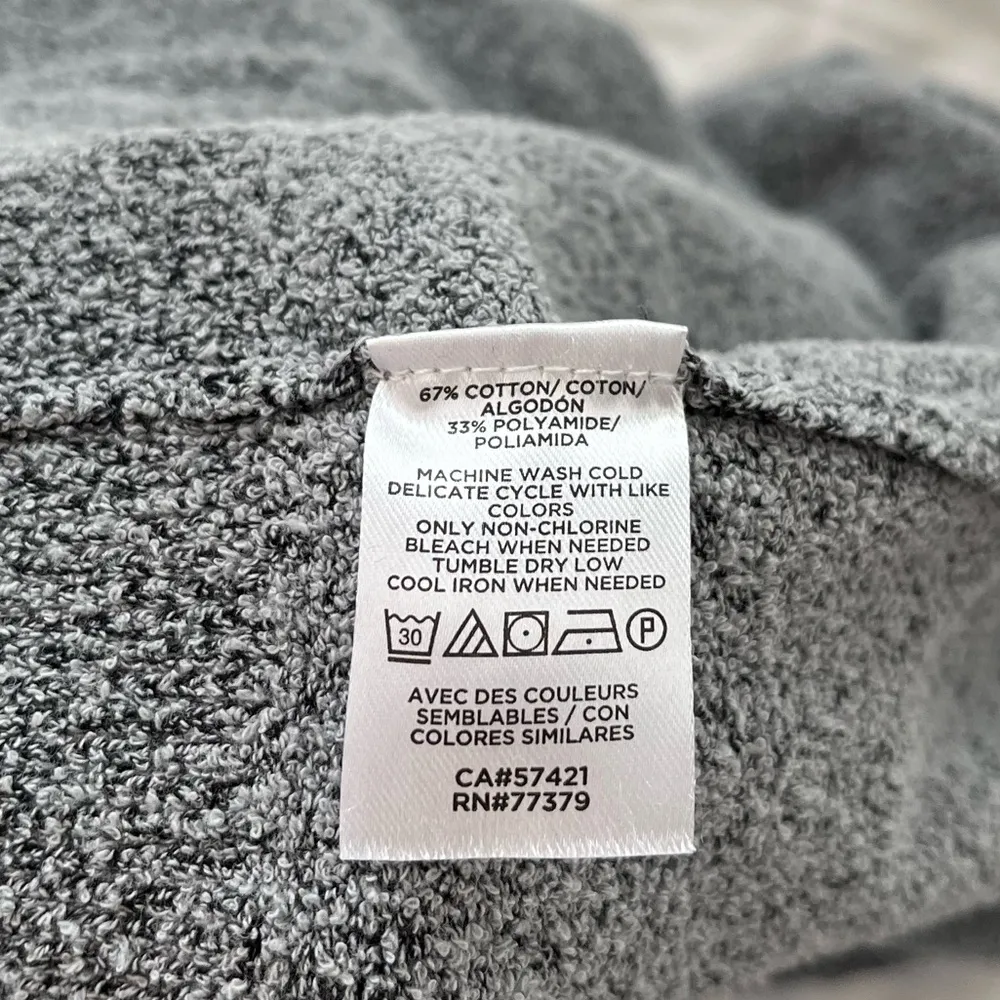 67% COTTON/ COTON/
ALGODÓN
33% POLYAMIDE/
POLIAMIDA
MACHINE WASH COLD
DELICATE CYCLE WITH LIKE
COLORS
ONLY NON-CHLORINE
BLEACH WHEN NEEDED
TUMBLE DRY LOW
COOL IRON WHEN NEEDED
30 P
AVEC DES COULEURS
SEMBLABLES / CON
COLORES SIMILARES
CA#57421
RN#77379